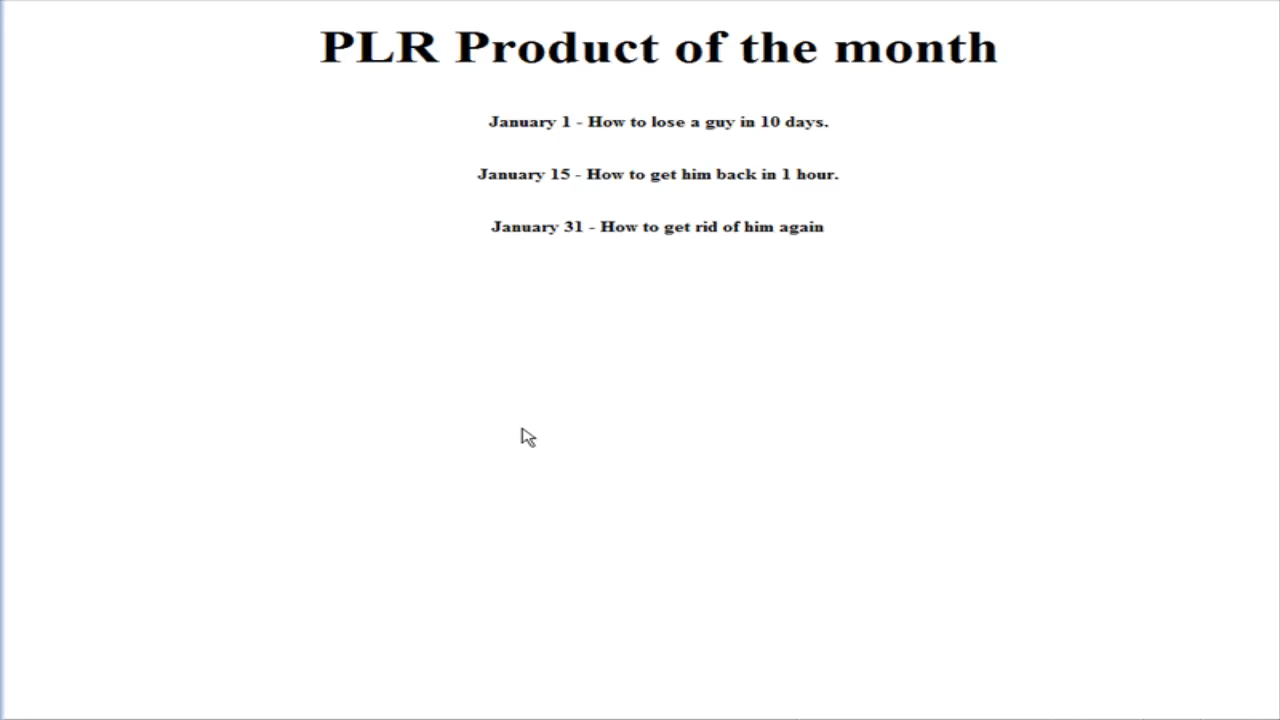 PLR Product of the month
January 1 - How to lose a guy in 10 days.
January 15 - How to get him back in 1 hour.
January 31 - How to get rid of him again